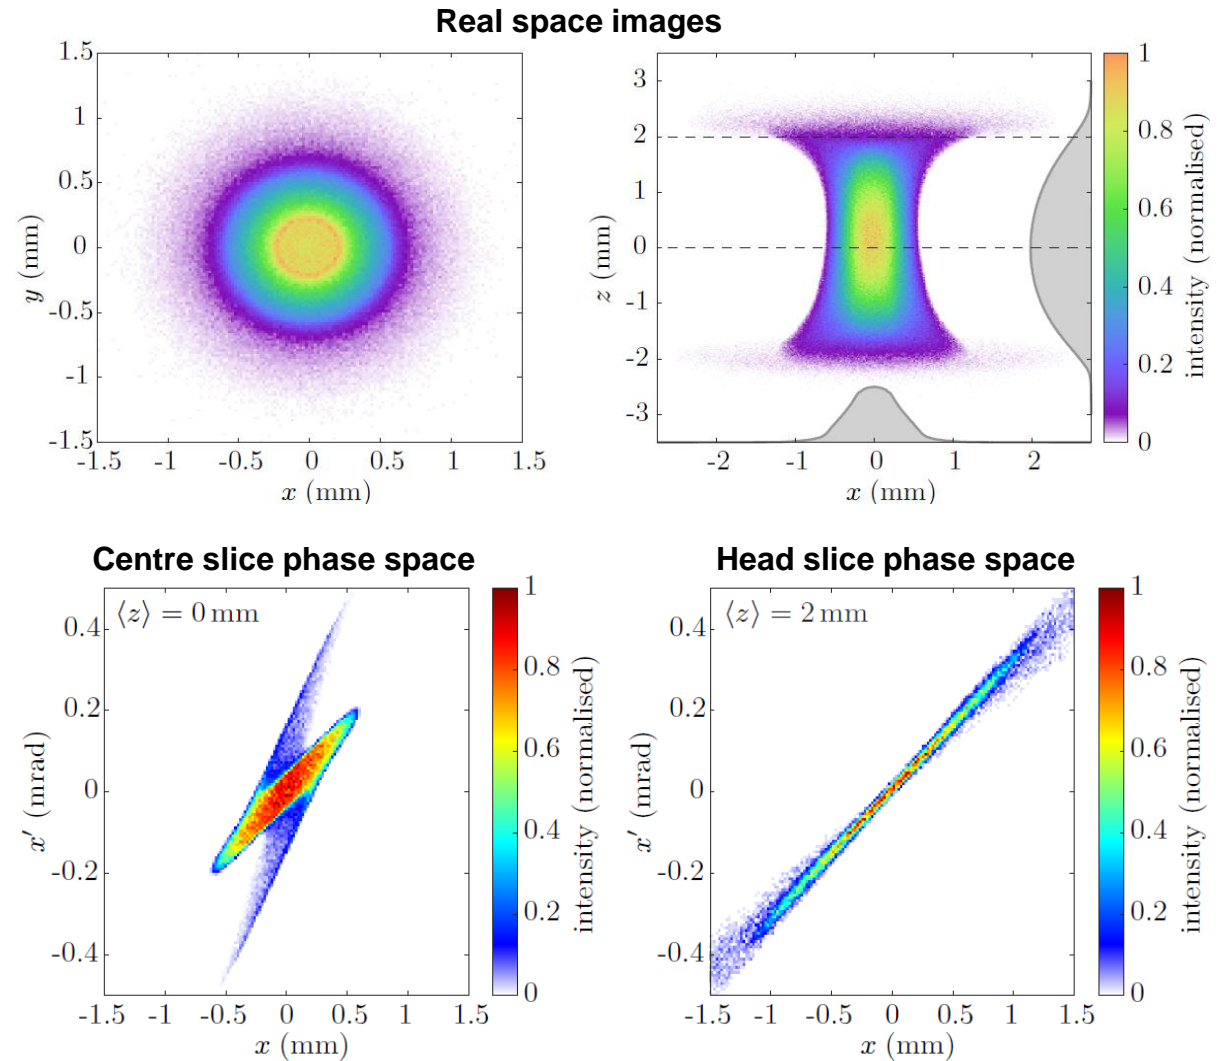 Real space images
1.5
1
0.5
0
-0.5
-1
-1.5
y (mm)
-1.5 -1 -0.5 0 0.5 1 1.5
x (mm)
3
2
1
0
-1
-2
-3
z (mm)
-2 -1 0 1 2
x (mm)
1
0.8
0.6
0.4
0.2
0
intensity (normalised)
Centre slice phase space
⟨z⟩ = 0 mm
0.4
0.2
0
-0.2
-0.4
x′ (mrad)
-1.5 -1 -0.5 0 0.5 1 1.5
x (mm)
1
0.8
0.6
0.4
0.2
0
intensity (normalised)
Head slice phase space
⟨z⟩ = 2 mm
0.4
0.2
0
-0.2
-0.4
x′ (mrad)
-1.5 -1 -0.5 0 0.5 1 1.5
x (mm)
1
0.8
0.6
0.4
0.2
0
intensity (normalised)